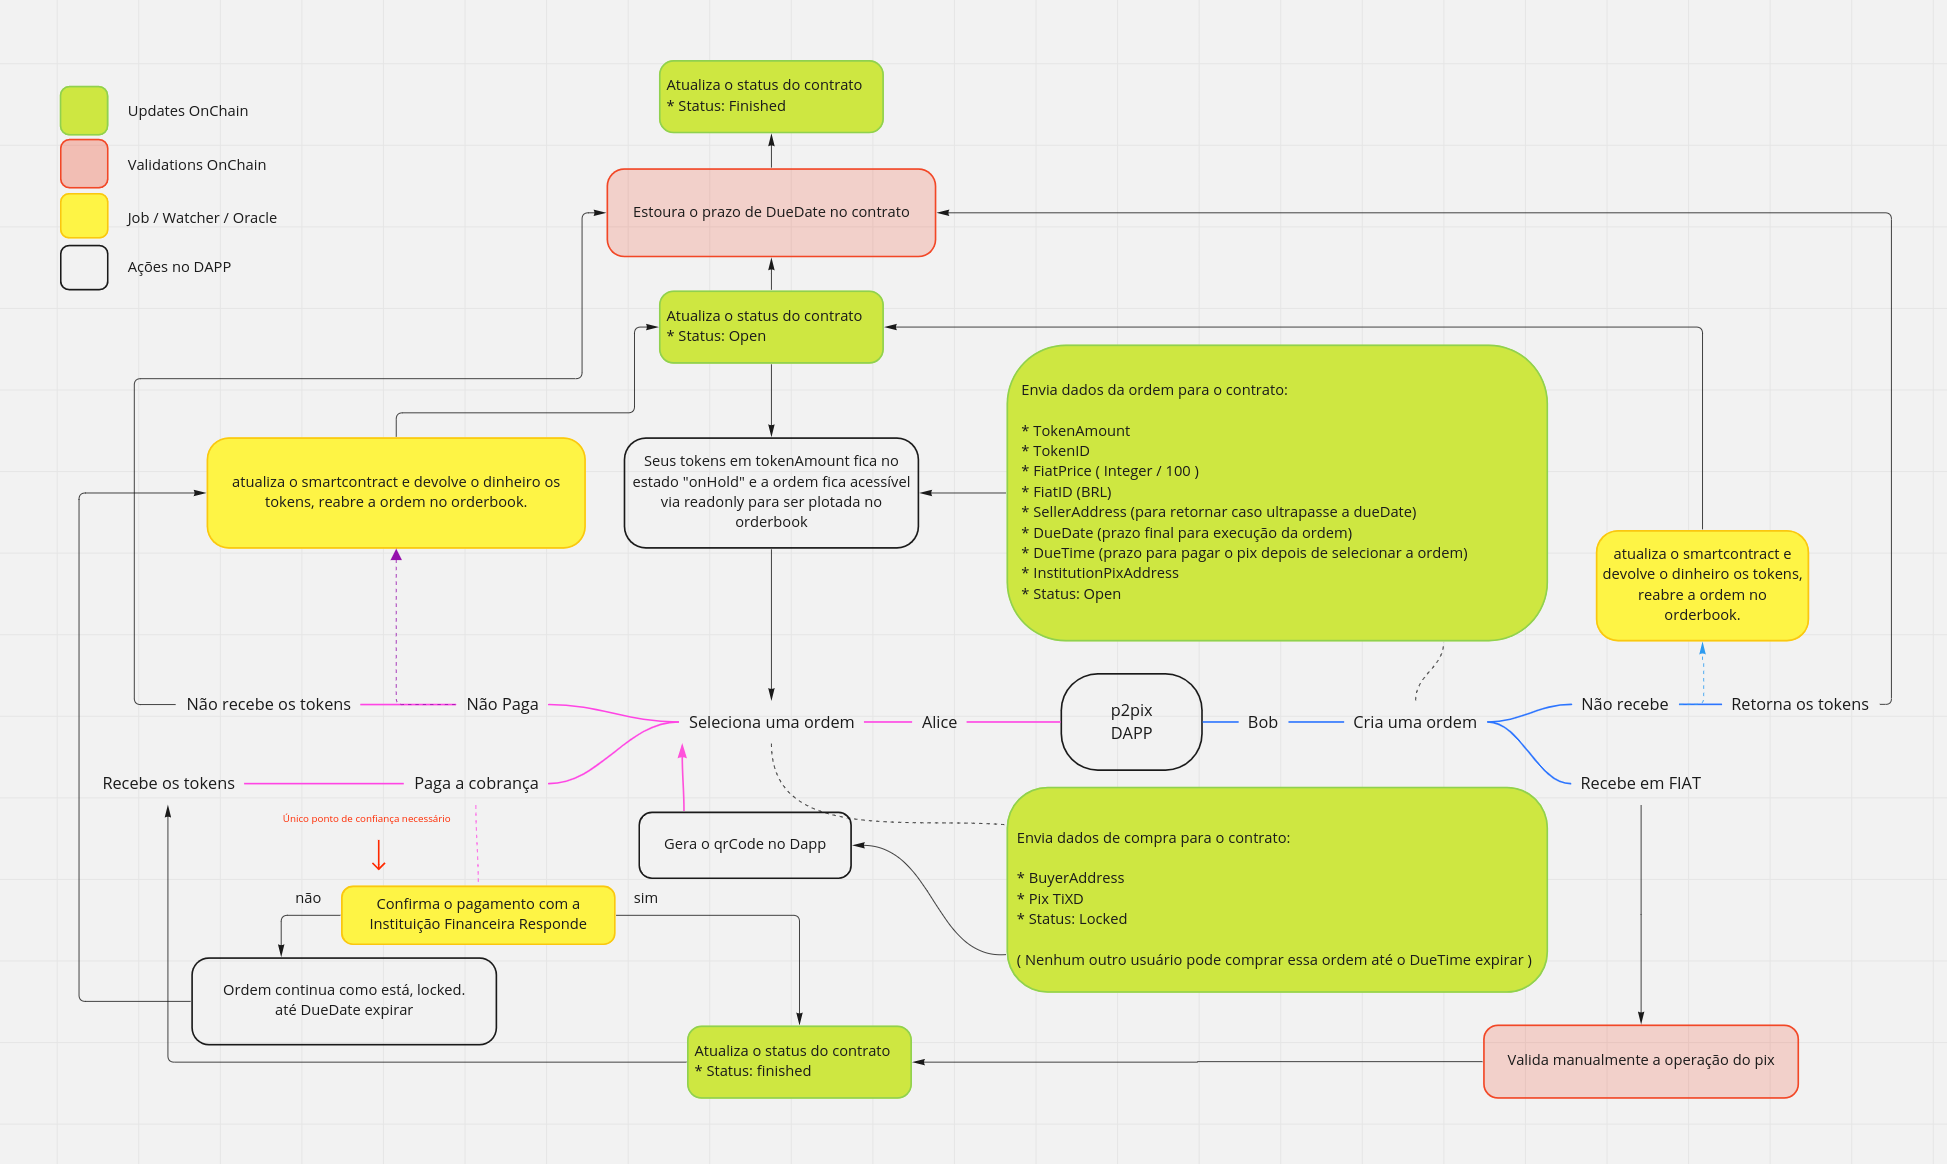 Updates OnChain
Validations OnChain
Job / Watcher / Oracle
Ações no DAPP
Atualiza o status do contrato
* Status: Finished
Estoura o prazo de DueDate no contrato
Atualiza o status do contrato
* Status: Open
Envia dados da ordem para o contrato:
* TokenAmount
* TokenID
* FiatPrice ( Integer / 100 )
* FiatID (BRL)
* SellerAddress (para retornar caso ultrapasse a dueDate)
* DueDate (prazo final para execução da ordem)
* DueTime (prazo para pagar o pix depois de selecionar a ordem)
* InstitutionPixAddress
* Status: Open
atualiza o smartcontract e devolve o dinheiro os
tokens, reabre a ordem no orderbook.
Seus tokens em tokenAmount fica no
estado "onHold" e a ordem fica acessível
via readonly para ser plotada no
orderbook
atualiza o smartcontract e
devolve o dinheiro os tokens,
reabre a ordem no
orderbook.
Não recebe os tokens
Não Paga
Seleciona uma ordem
Alice
p2pix
DAPP
Bob
Cria uma ordem
Não recebe
Retorna os tokens
Recebe os tokens
Paga a cobrança
Recebe em FIAT
Único ponto de confiança necessário
Gera o qrCode no Dapp
Envia dados de compra para o contrato:
* BuyerAddress
* Pix TiXD
* Status: Locked
( Nenhum outro usuário pode comprar essa ordem até o DueTime expirar )
não
Confirma o pagamento com a
Instituição Financeira Responde
sim
Ordem continua como está, locked.
até DueDate expirar
Atualiza o status do contrato
* Status: finished
Valida manualmente a operação do pix